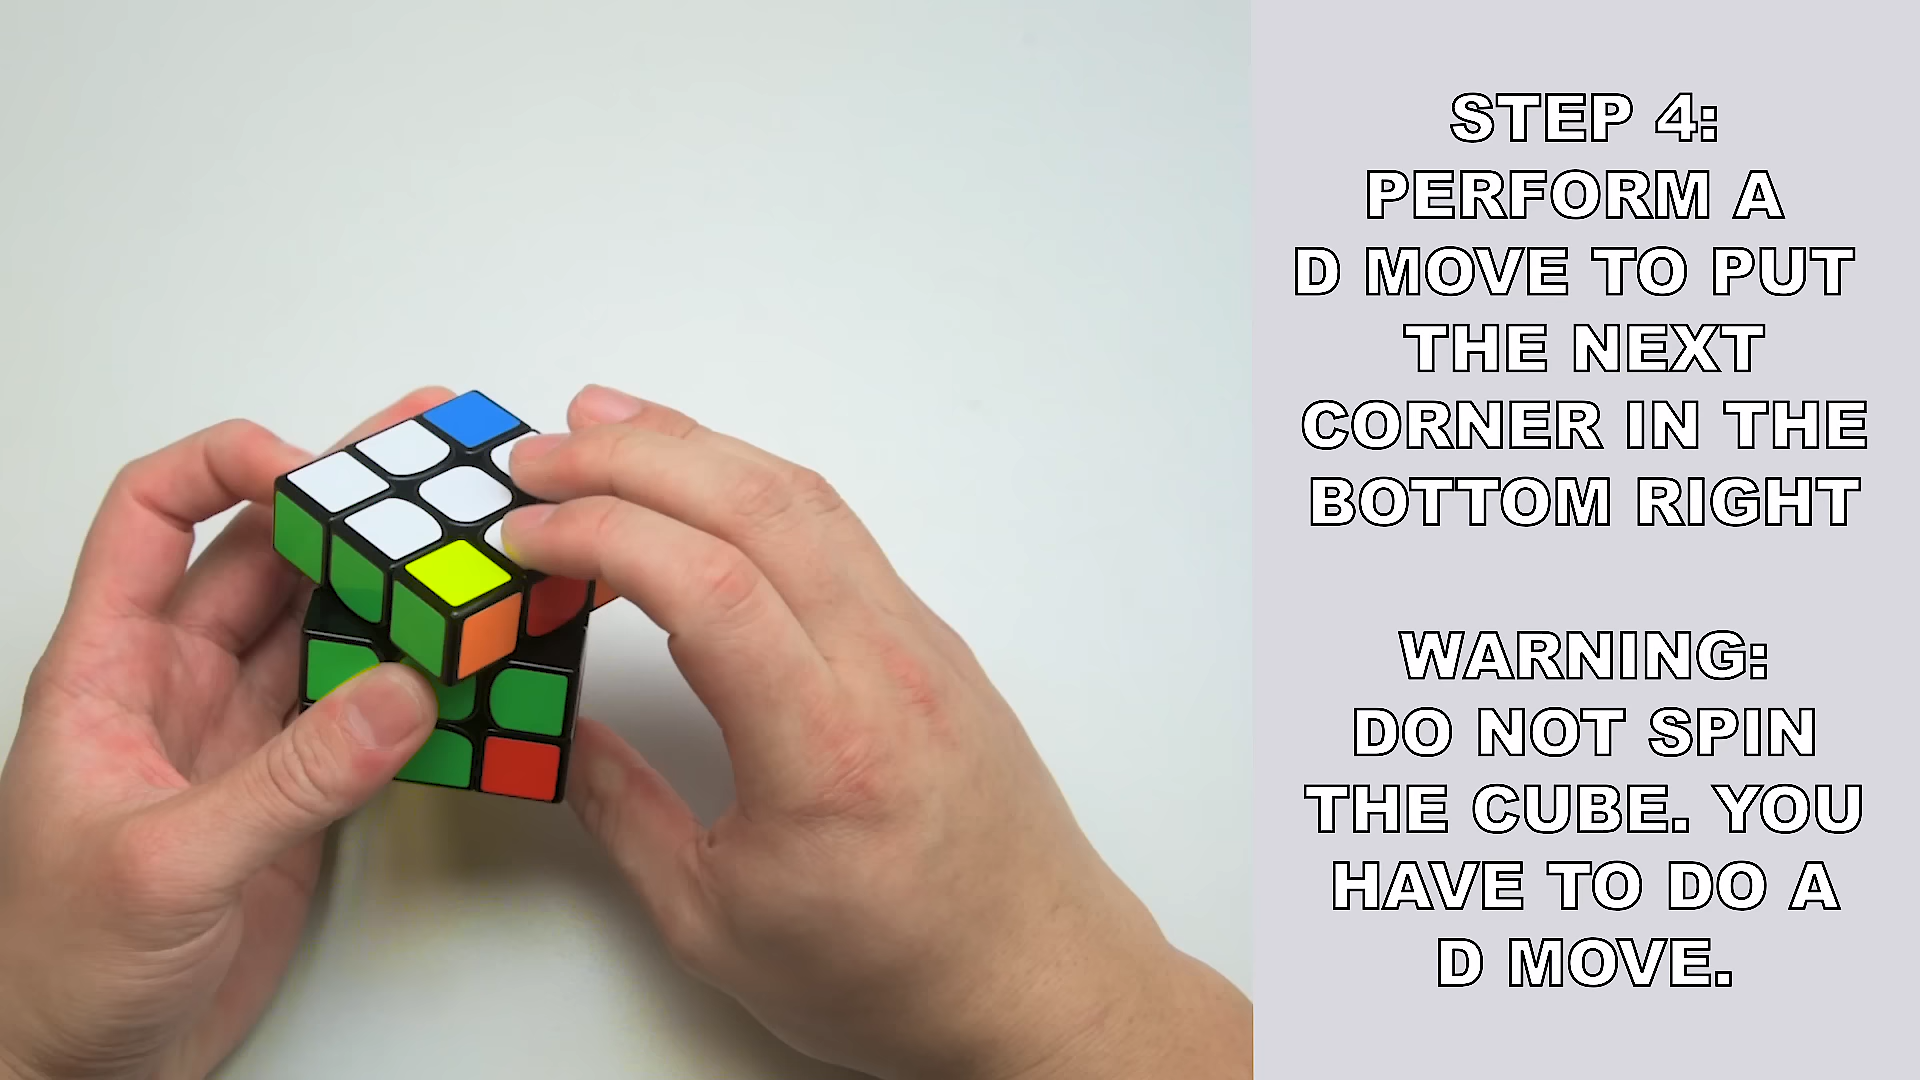 STEP 4:
PERFORM A
D MOVE TO PUT
THE NEXT
CORNER IN THE
BOTTOM RIGHT
WARNING:
DO NOT SPIN
THE CUBE. YOU
HAVE TO DO A
D MOVE.